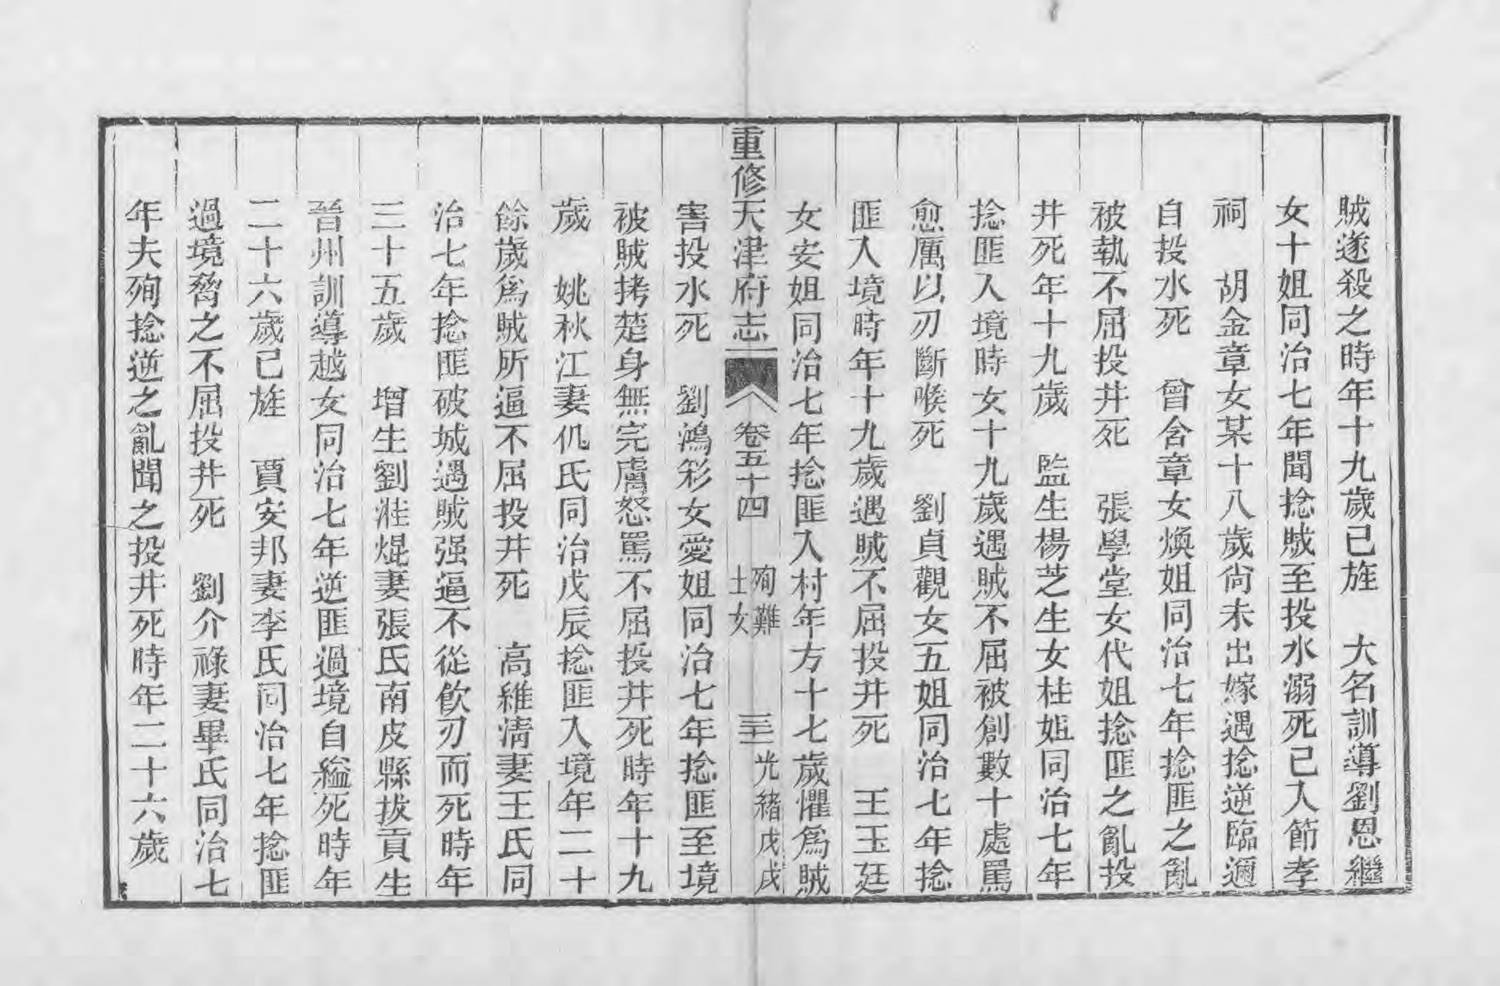 賊遂殺之時年十九歲已旌　大名訓導劉恩繼
女十姐同治七年聞捻賊至投水溺死已入節孝
祠　胡金章女某十八歲尙未出嫁遇捻逆臨邇
自投水死　曾含章女煥姐同治七年捻匪之亂
被執不屈投井死　張學堂女代姐捻匪之亂投
井死年十九歲　監生楊芝生女桂姐同治七年
捻匪入境時女十九歲遇賊不屈被創數十處罵
愈厲以刃斷喉死　劉貞觀女五姐同治七年捻
匪入境時年十九歲遇賊不屈投井死　王玉廷
女安姐同治七年捻匪入村年方十七歲懼爲賊
重修天津府志　卷五十四　殉難士女　三十二　光緖戊戌
害投水死　劉鴻彩女愛姐同治七年捻匪至境
被賊拷楚身無完膚怒罵不屈投井死時年十九
歲　姚秋江妻仉氏同治戊辰捻匪入境年二十
餘歲爲賊所逼不屈投井死　高維淸妻王氏同
治七年捻匪破城遇賊强逼不從飮刃而死時年
三十五歲　增生劉溎焜妻張氏南皮縣拔貢生
晉州訓導越女同治七年逆匪過境自縊死時年
二十六歲已旌　賈安邦妻李氏同治七年捻匪
過境脅之不屈投井死　劉介祿妻畢氏同治七
年夫殉捻逆之亂聞之投井死時年二十六歲